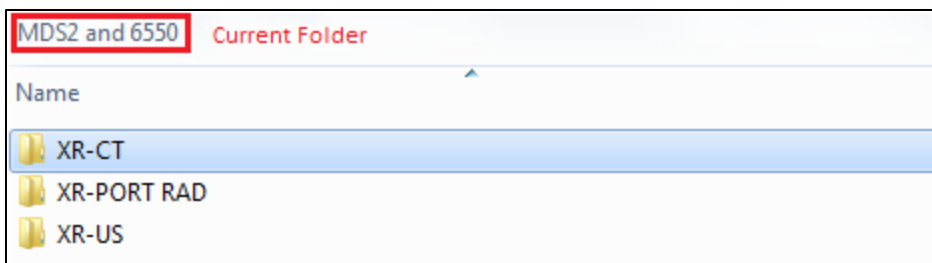 MDS2 and 6550 Current Folder
Name
XR-CT
XR-PORT RAD
XR-US